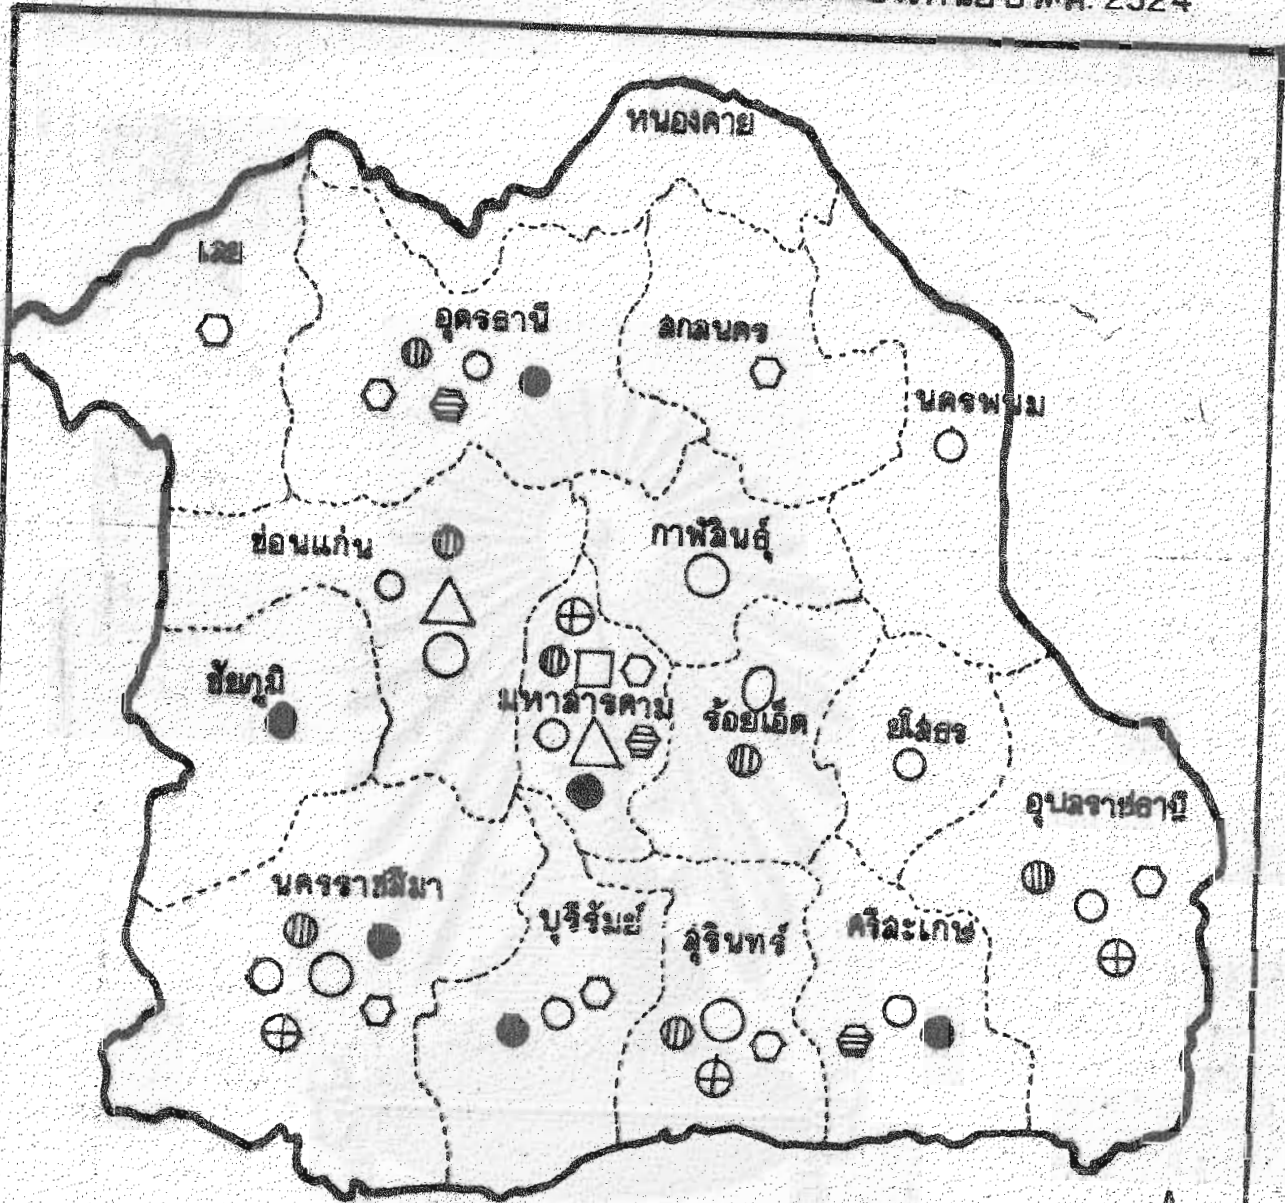 พ.ศ. 2524
หนองคาย
เลย
อุดรธานี
สกลนคร
นครพนม
ขอนแก่น
กาฬสินธุ์
ชัยภูมิ
มหาสารคาม
ร้อยเอ็ด
ยโสธร
อุบลราชธานี
นครราชสีมา
บุรีรัมย์
สุรินทร์
ศรีสะเกษ